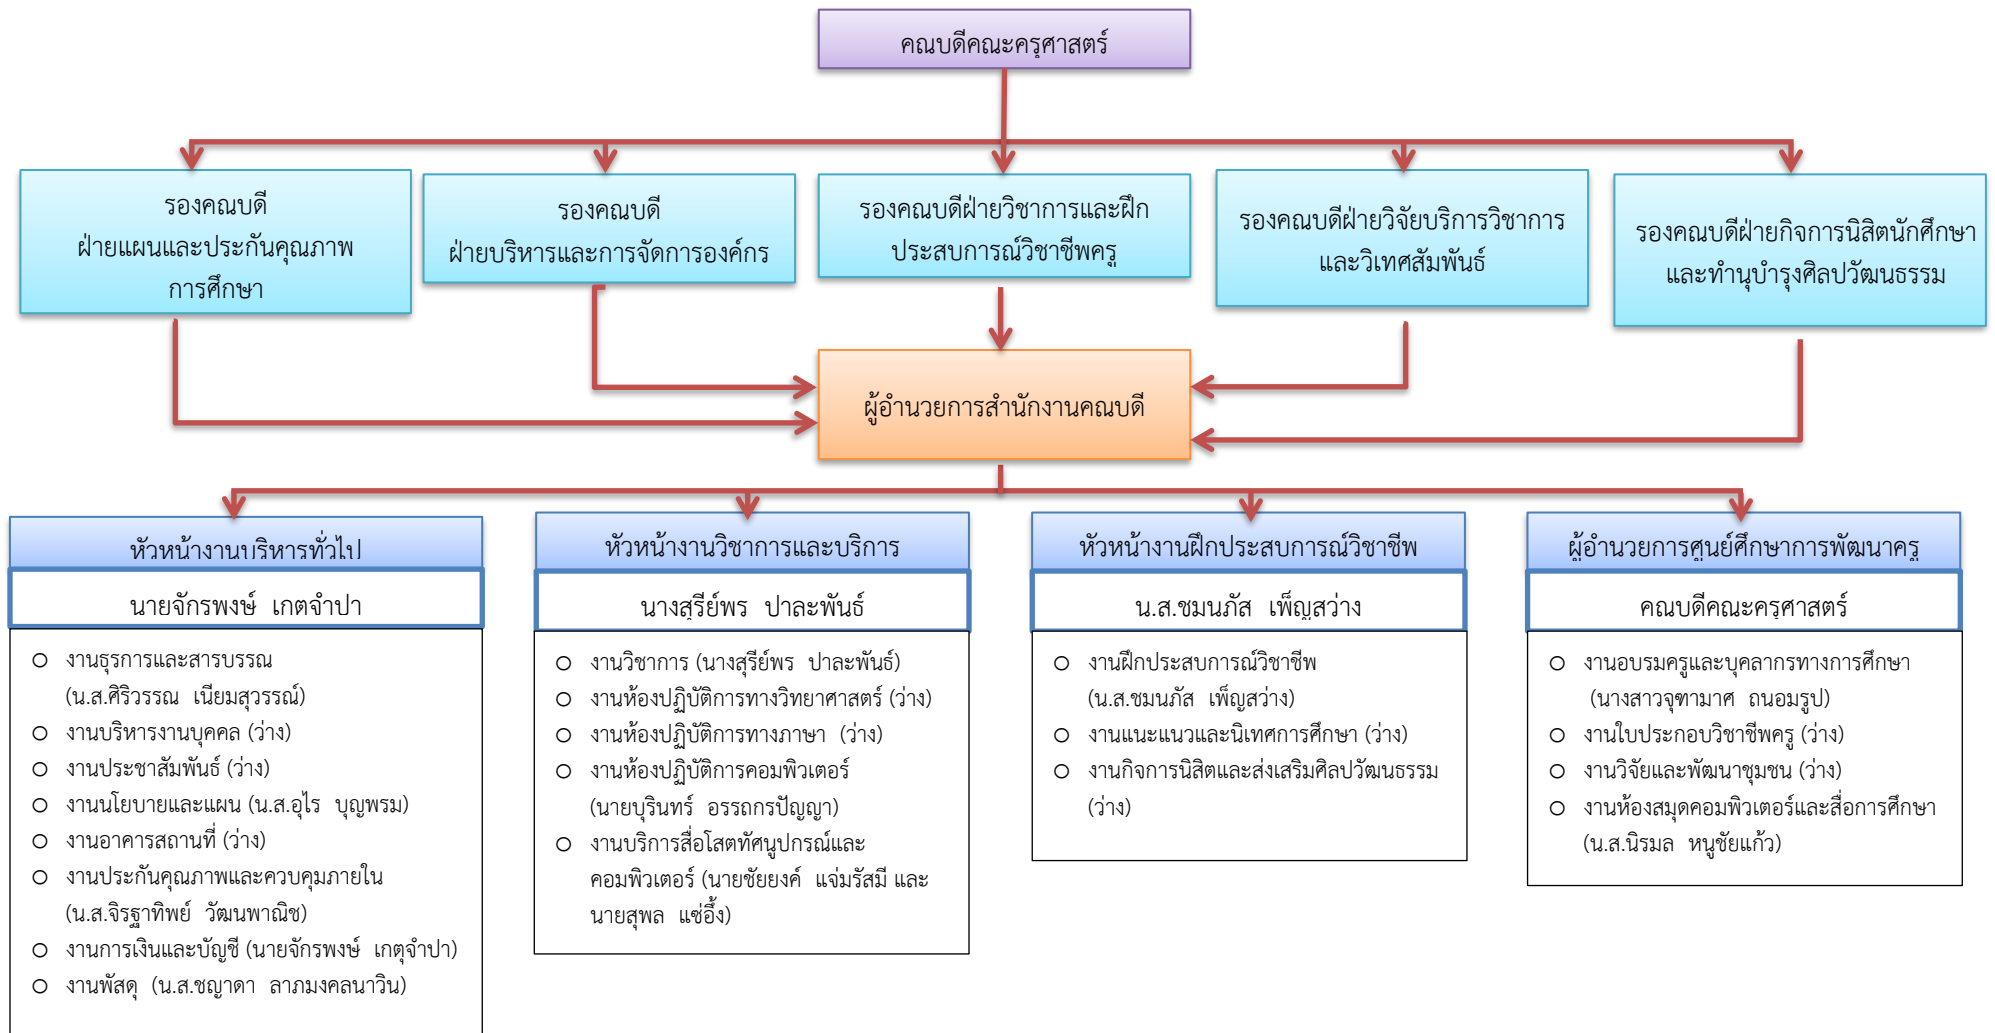 คณบดีคณะครุศาสตร์
รองคณบดี
ฝ่ายแผนและประกันคุณภาพ
การศึกษา
รองคณบดี
ฝ่ายบริหารและการจัดการองค์กร
รองคณบดีฝ่ายวิชาการและฝึก
ประสบการณ์วิชาชีพครู
รองคณบดีฝ่ายวิจัยบริการวิชาการ
และวิเทศสัมพันธ์
รองคณบดีฝ่ายกิจการนิสิตนักศึกษา
และทำนุบำรุงศิลปวัฒนธรรม
ผู้อำนวยการสำนักงานคณบดี
หัวหน้างานบริหารทั่วไป
นายจักรพงษ์ เกตุจำปา
○ งานธุรการและสารบรรณ
(น.ส.ศิริวรรณ เนียมสุวรรณ์)
○ งานบริหารงานบุคคล (ว่าง)
○ งานประชาสัมพันธ์ (ว่าง)
○ งานนโยบายและแผน (น.ส.อุไร บุญพรม)
○ งานอาคารสถานที่ (ว่าง)
○ งานประกันคุณภาพและควบคุมภายใน
(น.ส.จิรฐาทิพย์ วัฒนพาณิช)
○ งานการเงินและบัญชี (นายจักรพงษ์ เกตุจำปา)
○ งานพัสดุ (น.ส.ชญาดา ลาภมงคลนาวิน)
หัวหน้างานวิชาการและบริการ
นางสุรีย์พร ปาละพันธ์
○ งานวิชาการ (นางสุรีย์พร ปาละพันธ์)
○ งานห้องปฏิบัติการทางวิทยาศาสตร์ (ว่าง)
○ งานห้องปฏิบัติการทางภาษา (ว่าง)
○ งานห้องปฏิบัติการคอมพิวเตอร์
(นายบุรินทร์ อรรถกรปัญญา)
○ งานบริการสื่อโสตทัศนูปกรณ์และ
คอมพิวเตอร์ (นายชัยยงค์ แจ่มรัสมี และ
นายสุพล แซ่อึ้ง)
หัวหน้างานฝึกประสบการณ์วิชาชีพ
น.ส.ชมนภัส เพ็ญสว่าง
○ งานฝึกประสบการณ์วิชาชีพ
(น.ส.ชมนภัส เพ็ญสว่าง)
○ งานแนะแนวและนิเทศการศึกษา (ว่าง)
○ งานกิจการนิสิตและส่งเสริมศิลปวัฒนธรรม
(ว่าง)
ผู้อำนวยการศูนย์ศึกษาการพัฒนาครู
คณบดีคณะครุศาสตร์
○ งานอบรมครูและบุคลากรทางการศึกษา
(นางสาวจุฑามาศ ถนอมรูป)
○ งานใบประกอบวิชาชีพครู (ว่าง)
○ งานวิจัยและพัฒนาชุมชน (ว่าง)
○ งานห้องสมุดคอมพิวเตอร์และสื่อการศึกษา
(น.ส.นิรมล หนูชัยแก้ว)